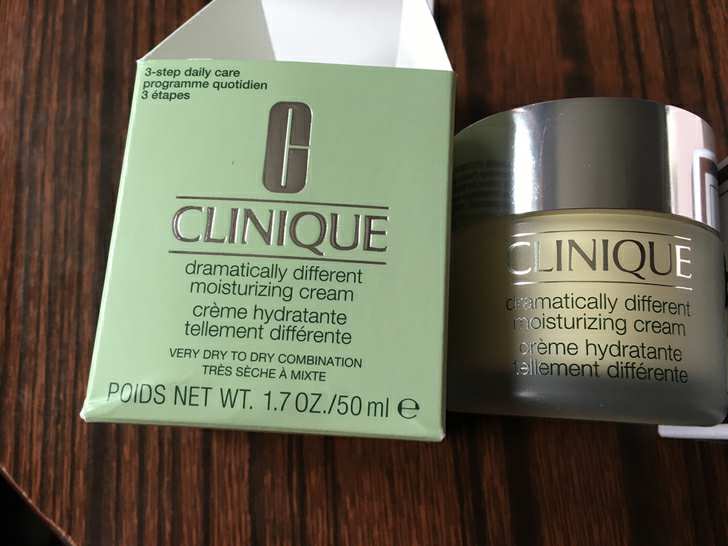 3-step daily care
programme quotidien
3 étapes
CLINIQUE
dramatically different
moisturizing cream
crème hydratante
tellement différente
VERY DRY TO DRY COMBINATION
TRÈS SÈCHE À MIXTE
POIDS NET WT. 1.7 OZ./50 ml ℮
CLINIQUE
dramatically different
moisturizing cream
crème hydratante
tellement différente